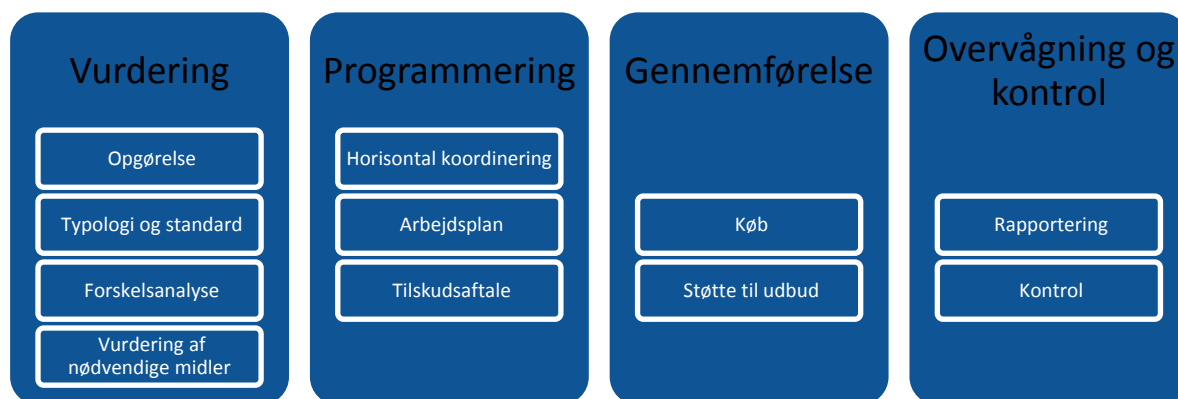 Vurdering
Opgørelse
Typologi og standard
Forskelsanalyse
Vurdering af
nødvendige midler
Programmering
Horisontal koordinering
Arbejdsplan
Tilskudsaftale
Gennemførelse
Køb
Støtte til udbud
Overvågning og
kontrol
Rapportering
Kontrol